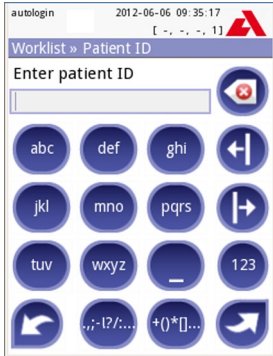 autologin 2012-06-06 09:35:17
[ -, -, -, 1]
Worklist » Patient ID
Enter patient ID
abc def ghi
jkl mno pqrs
tuv wxyz _ 123
.,;-!?/:... +()*[]...